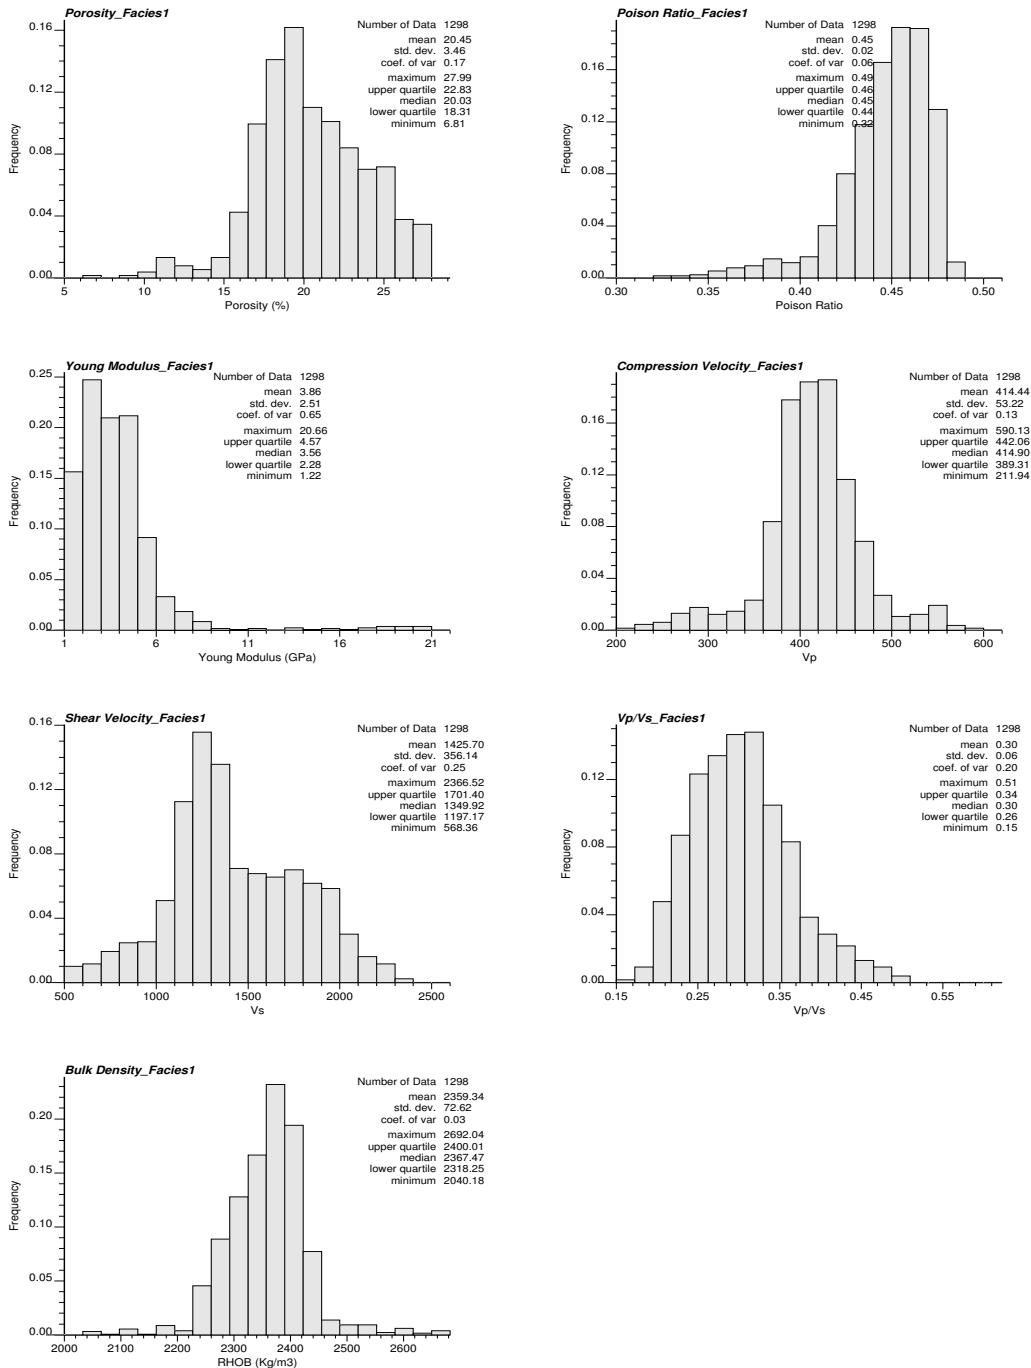 Porosity_Facies1
Number of Data 1298
mean 20.45
std. dev. 3.46
coef. of var 0.17
maximum 27.99
upper quartile 22.83
median 20.03
lower quartile 18.31
minimum 6.81
Frequency
0.16
0.12
0.08
0.04
0.00
5 10 15 20 25
Porosity (%)
Poison Ratio_Facies1
Number of Data 1298
mean 0.45
std. dev. 0.02
coef. of var 0.06
maximum 0.49
upper quartile 0.46
median 0.45
lower quartile 0.44
minimum 0.32
Frequency
0.16
0.12
0.08
0.04
0.00
0.30 0.35 0.40 0.45 0.50
Poison Ratio
Young Modulus_Facies1
Number of Data 1298
mean 3.86
std. dev. 2.51
coef. of var 0.65
maximum 20.66
upper quartile 4.57
median 3.56
lower quartile 2.28
minimum 1.22
Frequency
0.25
0.20
0.15
0.10
0.05
0.00
1 6 11 16 21
Young Modulus (GPa)
Compression Velocity_Facies1
Number of Data 1298
mean 414.44
std. dev. 53.22
coef. of var 0.13
maximum 590.13
upper quartile 442.06
median 414.90
lower quartile 389.31
minimum 211.94
Frequency
0.16
0.12
0.08
0.04
0.00
200 300 400 500 600
Vp
Shear Velocity_Facies1
Number of Data 1298
mean 1425.70
std. dev. 356.14
coef. of var 0.25
maximum 2366.52
upper quartile 1701.40
median 1349.92
lower quartile 1197.17
minimum 568.36
Frequency
0.16
0.12
0.08
0.04
0.00
500 1000 1500 2000 2500
Vs
Vp/Vs_Facies1
Number of Data 1298
mean 0.30
std. dev. 0.06
coef. of var 0.20
maximum 0.51
upper quartile 0.34
median 0.30
lower quartile 0.26
minimum 0.15
Frequency
0.12
0.08
0.04
0.00
0.15 0.25 0.35 0.45 0.55
Vp/Vs
Bulk Density_Facies1
Number of Data 1298
mean 2359.34
std. dev. 72.62
coef. of var 0.03
maximum 2692.04
upper quartile 2400.01
median 2367.47
lower quartile 2318.25
minimum 2040.18
Frequency
0.20
0.15
0.10
0.05
0.00
2000 2100 2200 2300 2400 2500 2600
RHOB (Kg/m3)